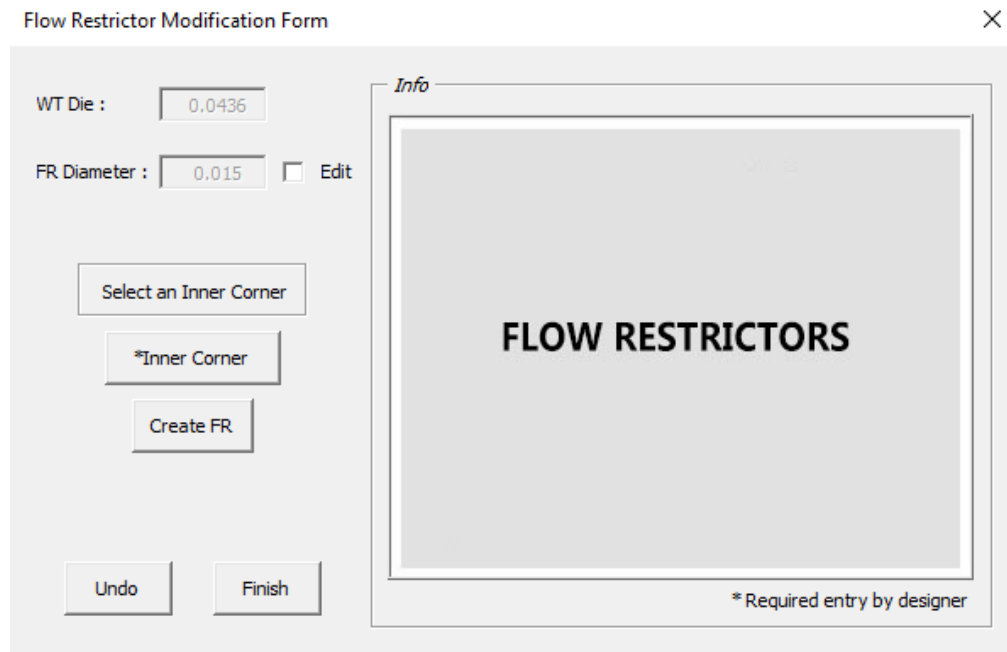 Flow Restrictor Modification Form
WT Die : 0.0436
FR Diameter : 0.015 Edit
Select an Inner Corner
*Inner Corner
Create FR
Undo Finish
Info
FLOW RESTRICTORS
* Required entry by designer